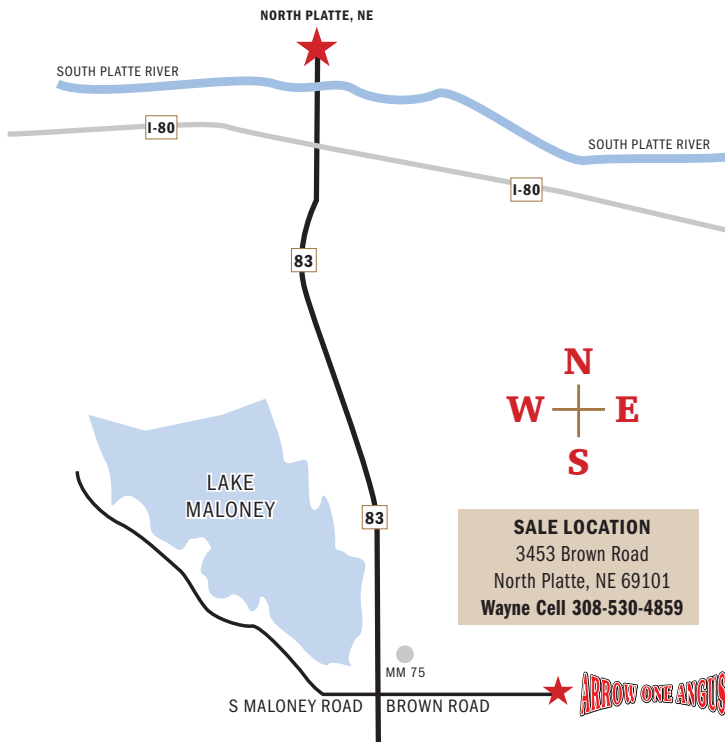 NORTH PLATTE, NE
SOUTH PLATTE RIVER
I-80
SOUTH PLATTE RIVER
I-80
83
N
W E
S
LAKE
MALONEY
83
SALE LOCATION
3453 Brown Road
North Platte, NE 69101
Wayne Cell 308-530-4859
MM 75
ARROW ONE ANGUS
S MALONEY ROAD
BROWN ROAD